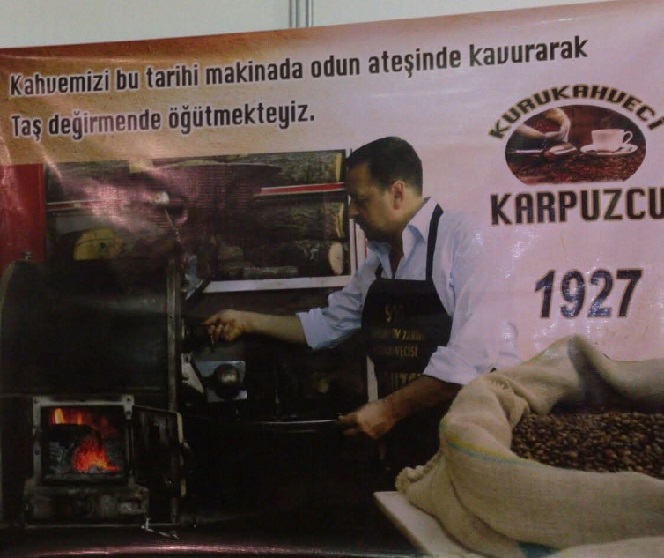 Kahvemizi bu tarihi makinada odun ateşinde kavurarak
Taş değirmende öğütmekteyiz.
KURUKAHVECİ
KARPUZCU
1927